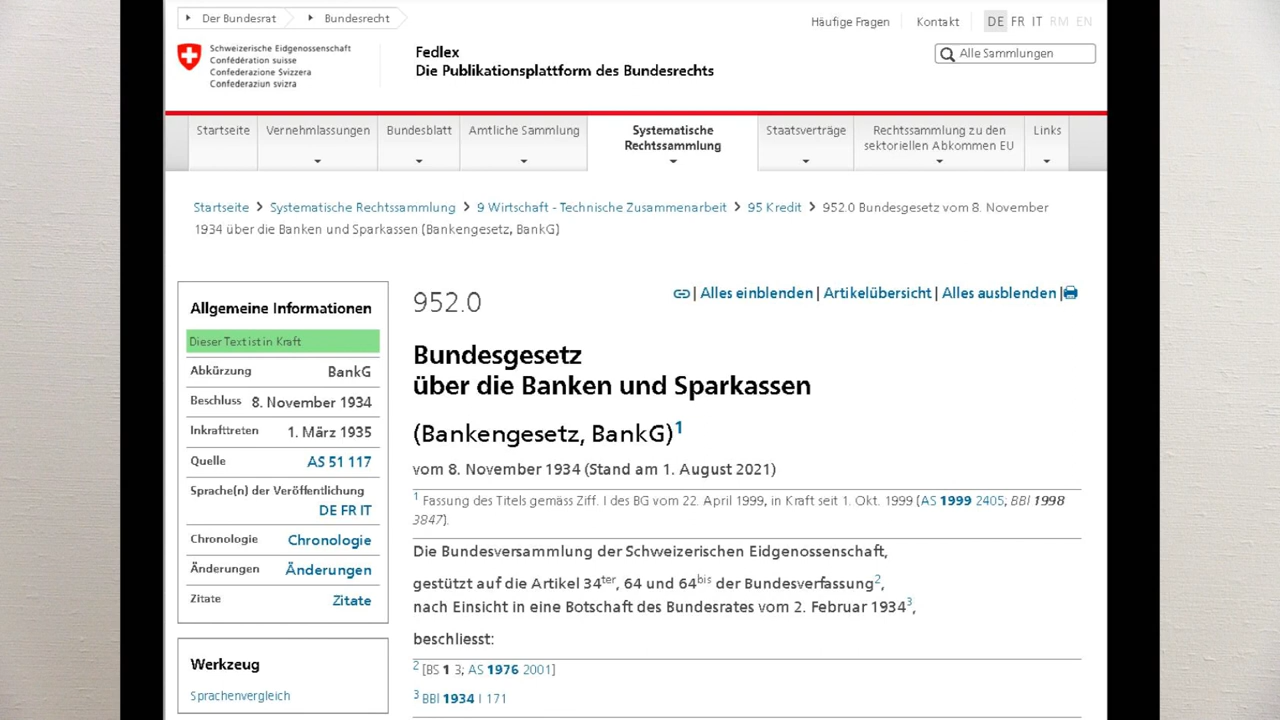 Der Bundesrat
Bundesrecht
Häufige Fragen
Kontakt
DE FR IT RM EN
Schweizerische Eidgenossenschaft
Confédération suisse
Confederazione Svizzera
Confederaziun svizra
Fedlex
Die Publikationsplattform des Bundesrechts
Alle Sammlungen
Startseite
Vernehmlassungen
Bundesblatt
Amtliche Sammlung
Systematische
Rechtssammlung
Staatsverträge
Rechtssammlung zu den
sektoriellen Abkommen EU
Links
Startseite > Systematische Rechtssammlung > 9 Wirtschaft - Technische Zusammenarbeit > 95 Kredit > 952.0 Bundesgesetz vom 8. November
1934 über die Banken und Sparkassen (Bankengesetz, BankG)
Allgemeine Informationen
Dieser Text ist in Kraft
Abkürzung BankG
Beschluss 8. November 1934
Inkrafttreten 1. März 1935
Quelle AS 51 117
Sprache(n) der Veröffentlichung
DE FR IT
Chronologie Chronologie
Änderungen Änderungen
Zitate Zitate
Werkzeug
Sprachenvergleich
952.0
| Alles einblenden | Artikelübersicht | Alles ausblenden |
Bundesgesetz
über die Banken und Sparkassen
(Bankengesetz, BankG)1
vom 8. November 1934 (Stand am 1. August 2021)
1 Fassung des Titels gemäss Ziff. I des BG vom 22. April 1999, in Kraft seit 1. Okt. 1999 (AS 1999 2405; BBl 1998
3847).
Die Bundesversammlung der Schweizerischen Eidgenossenschaft,
gestützt auf die Artikel 34ter, 64 und 64bis der Bundesverfassung2,
nach Einsicht in eine Botschaft des Bundesrates vom 2. Februar 19343,
beschliesst:
2 [BS 1 3; AS 1976 2001]
3 BBl 1934 I 171